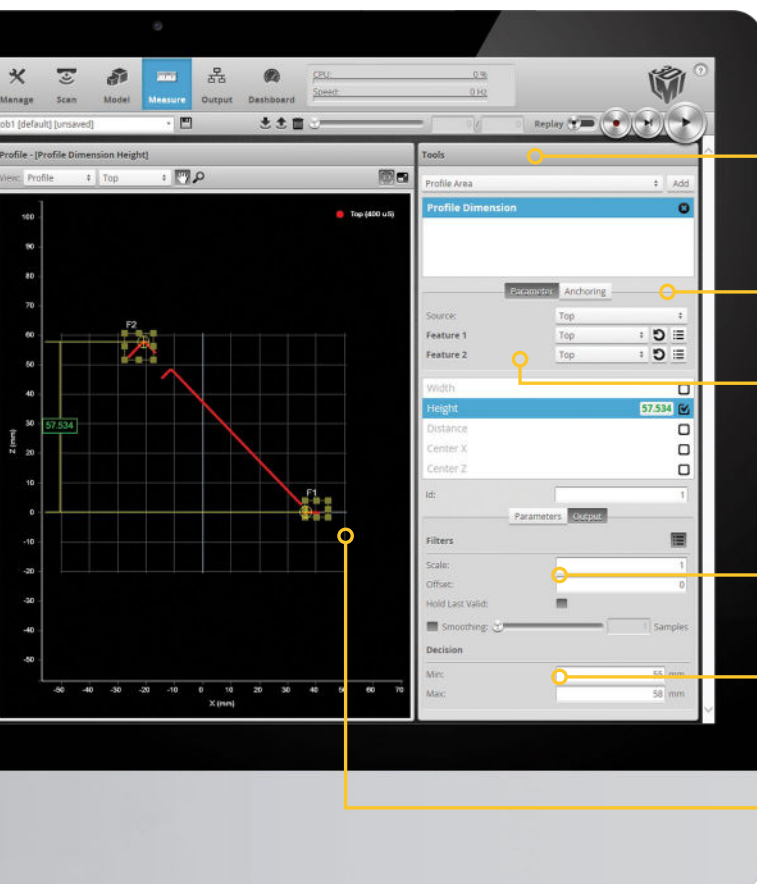 CPU: 0 %
Speed: 0 Hz
Manage Scan Model Measure Output Dashboard
ob1 [default] [unsaved]
0 / 0
Replay
Profile - [Profile Dimension Height]
View: Profile Top
Top (400 uS)
100
90
80
70
60
50
40
30
20
10
0
-10
-20
-30
-40
-50
Z (mm)
F2
57.534
F1
-50 -40 -30 -20 -10 0 10 20 30 40 50 60 70
X (mm)
Tools
Profile Area Add
Profile Dimension
Parameter Anchoring
Source: Top
Feature 1 Top
Feature 2 Top
Width
Height 57.534
Distance
Center X
Center Z
Id: 1
Parameters Output
Filters
Scale: 1
Offset: 0
Hold Last Valid:
Smoothing: 1 Samples
Decision
Min: 55 mm
Max: 58 mm